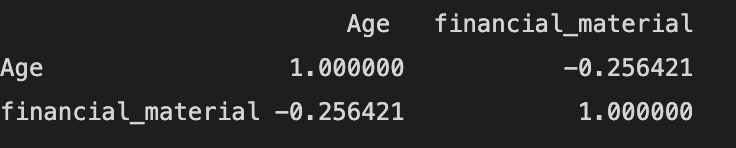 Age financial_material
Age 1.000000 -0.256421
financial_material -0.256421 1.000000